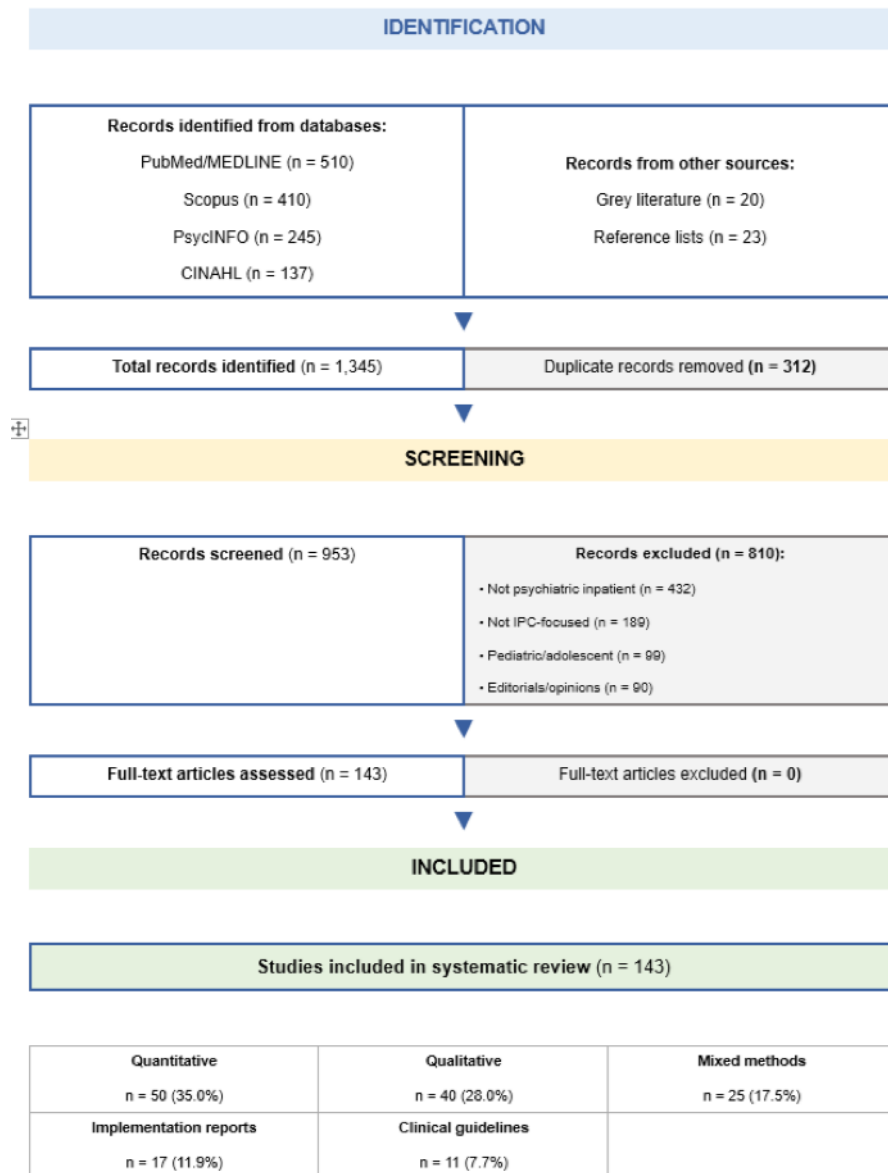 IDENTIFICATION
Records identified from databases:
PubMed/MEDLINE (n = 510)
Scopus (n = 410)
PsycINFO (n = 245)
CINAHL (n = 137)
Records from other sources:
Grey literature (n = 20)
Reference lists (n = 23)
Total records identified (n = 1,345)
Duplicate records removed (n = 312)
SCREENING
Records screened (n = 953)
Records excluded (n = 810):
• Not psychiatric inpatient (n = 432)
• Not IPC-focused (n = 189)
• Pediatric/adolescent (n = 99)
• Editorials/opinions (n = 90)
Full-text articles assessed (n = 143)
Full-text articles excluded (n = 0)
INCLUDED
Studies included in systematic review (n = 143)
Quantitative
n = 50 (35.0%)
Qualitative
n = 40 (28.0%)
Mixed methods
n = 25 (17.5%)
Implementation reports
n = 17 (11.9%)
Clinical guidelines
n = 11 (7.7%)